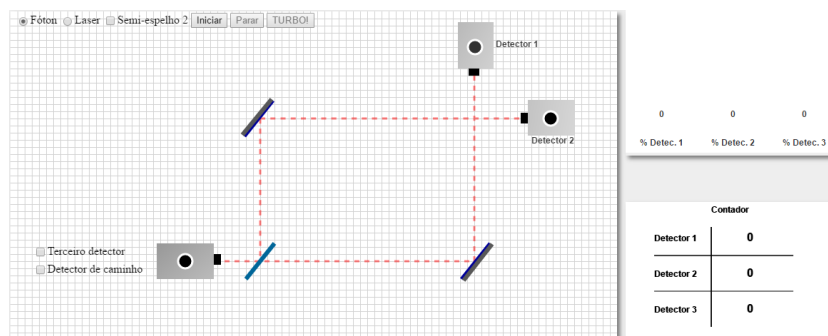 Fóton Laser Semi-espelho 2 Iniciar Parar TURBO!
Detector 1
Detector 2
Terceiro detector
Detector de caminho
0 0 0
% Detec. 1 % Detec. 2 % Detec. 3
Contador
Detector 1 0
Detector 2 0
Detector 3 0